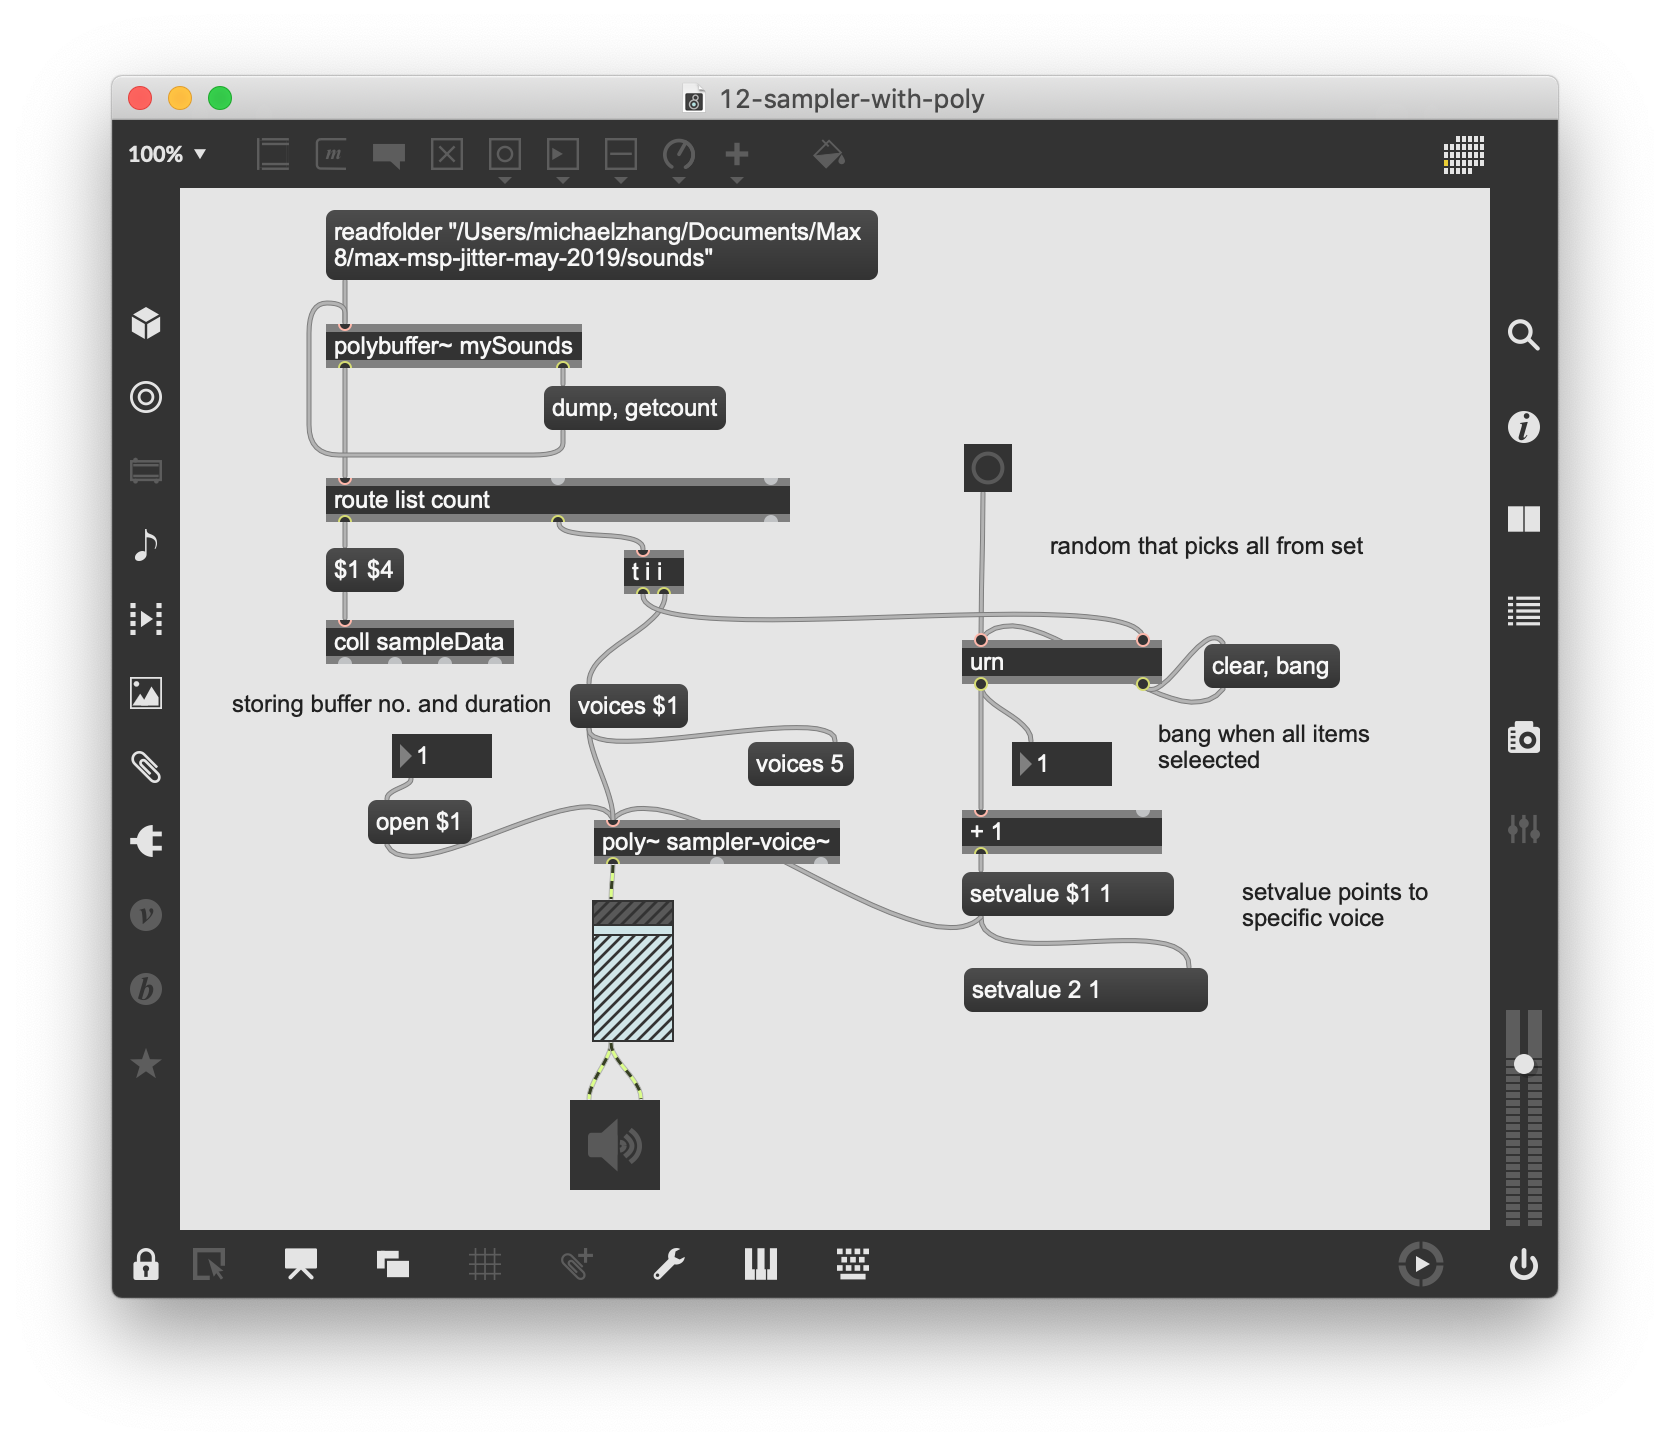 12-sampler-with-poly
100%
readfolder "/Users/michaelzhang/Documents/Max
8/max-msp-jitter-may-2019/sounds"
polybuffer~ mySounds
dump, getcount
route list count
$1 $4
t i i
random that picks all from set
coll sampleData
urn
clear, bang
storing buffer no. and duration
voices $1
bang when all items
seleected
1
voices 5
1
open $1
poly~ sampler-voice~
+ 1
setvalue $1 1
setvalue points to
specific voice
setvalue 2 1